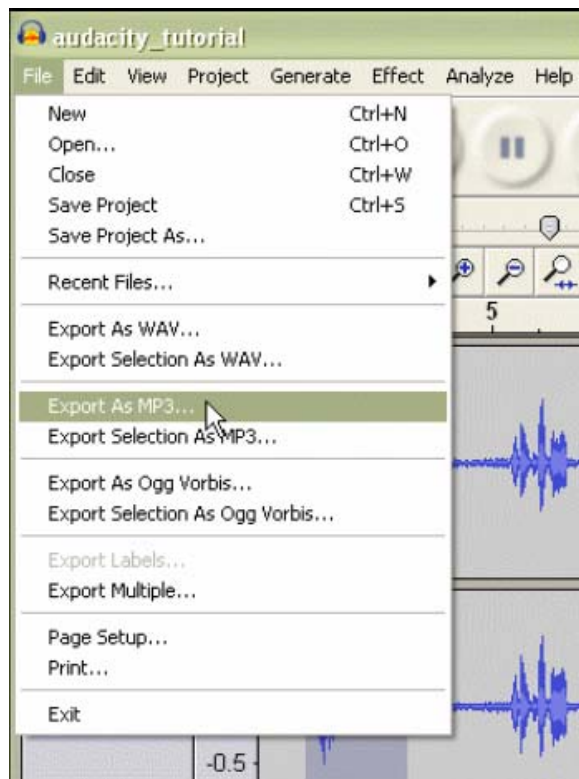 audacity_tutorial
File Edit View Project Generate Effect Analyze Help
New Ctrl+N
Open... Ctrl+O
Close Ctrl+W
Save Project Ctrl+S
Save Project As...
Recent Files...
5
Export As WAV...
Export Selection As WAV...
Export As MP3...
Export Selection As MP3...
Export As Ogg Vorbis...
Export Selection As Ogg Vorbis...
Export Labels...
Export Multiple...
Page Setup...
Print...
Exit
-0.5